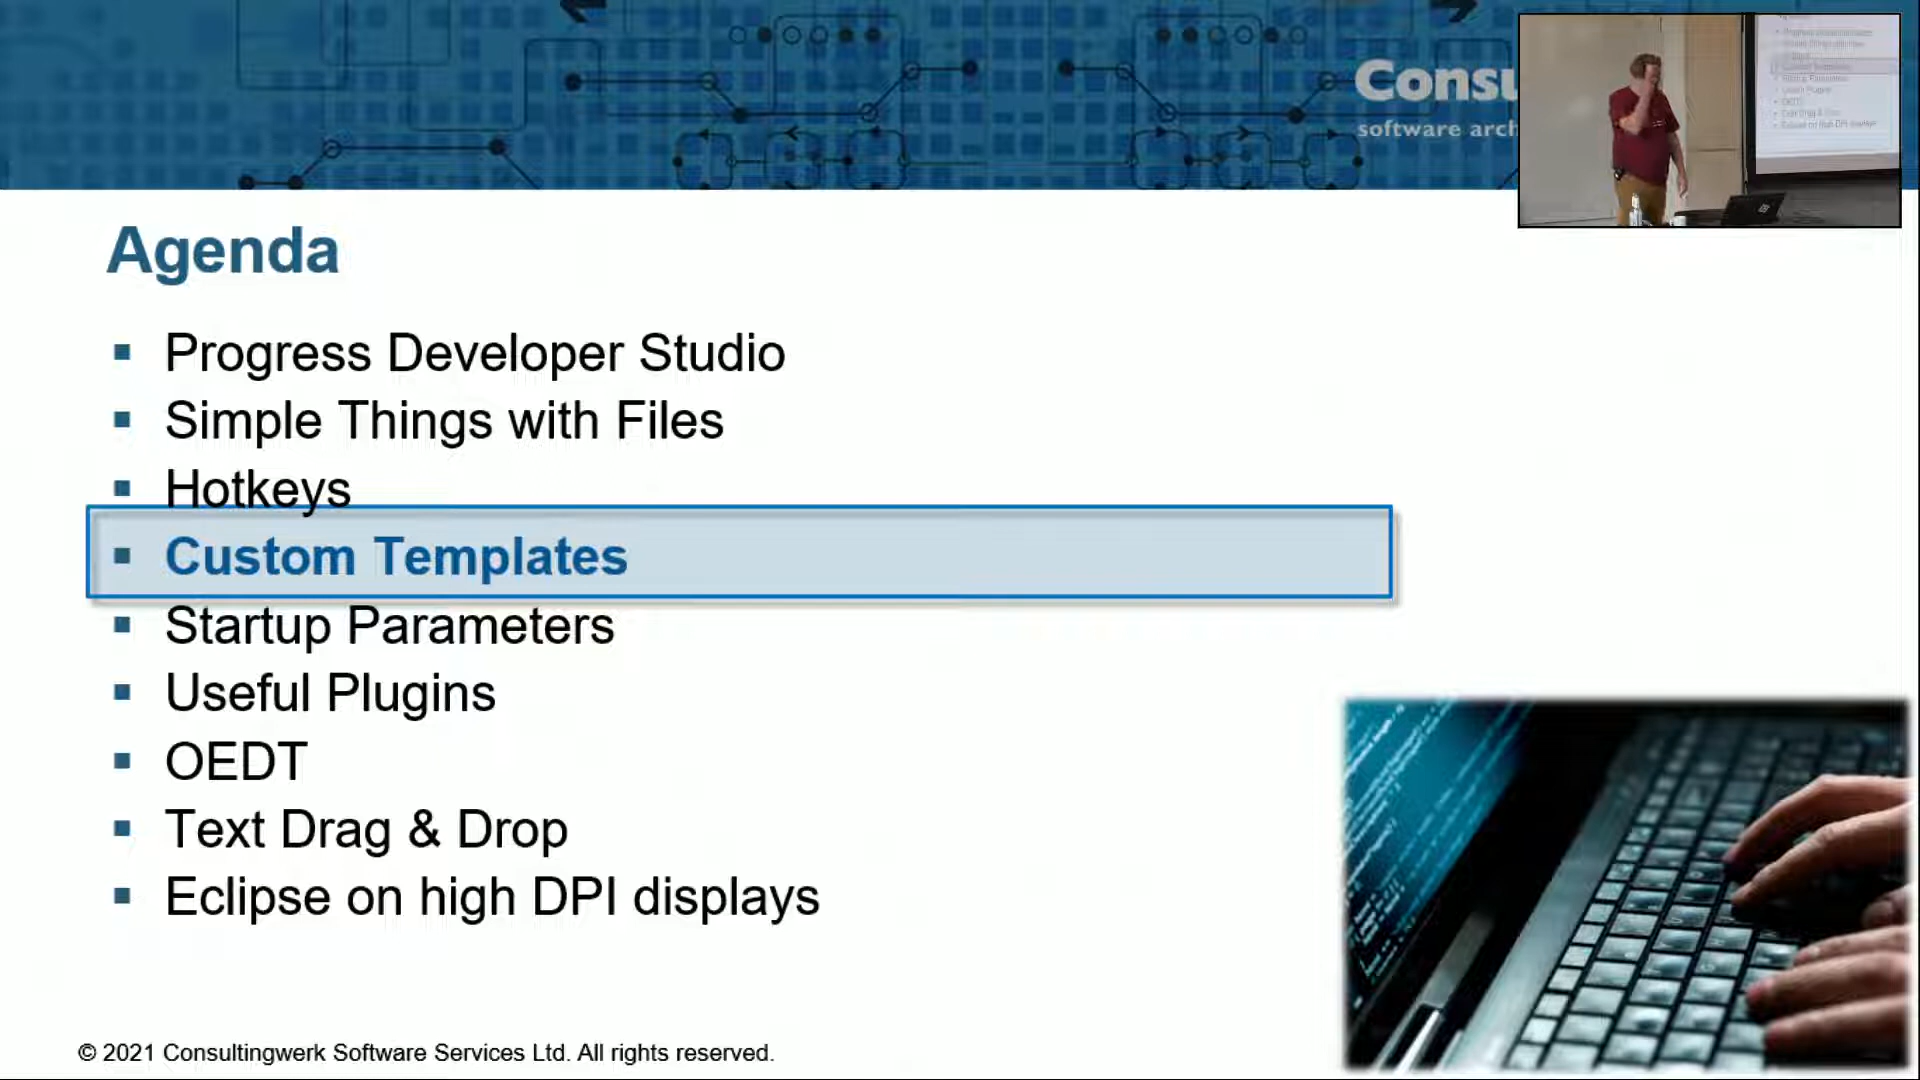 Consu
software arch
Agenda
Progress Developer Studio
Simple Things with Files
Hotkeys
Custom Templates
Startup Parameters
Useful Plugins
OEDT
Text Drag & Drop
Eclipse on high DPI displays
© 2021 Consultingwerk Software Services Ltd. All rights reserved.